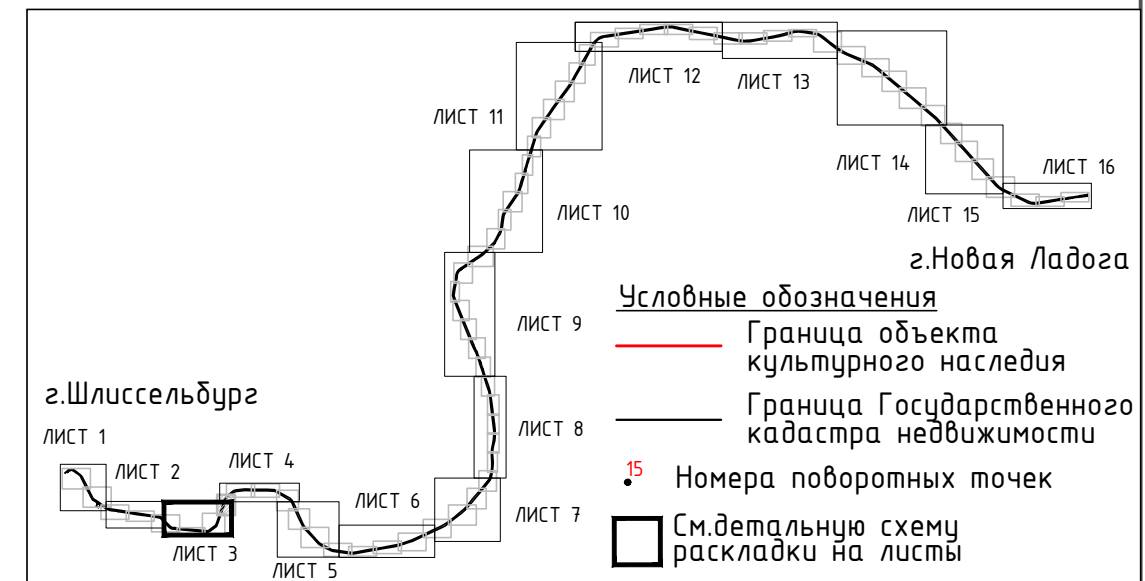 ЛИСТ 12
ЛИСТ 13
ЛИСТ 11
ЛИСТ 14
ЛИСТ 16
ЛИСТ 10
ЛИСТ 15
г.Новая Ладога
Условные обозначения
ЛИСТ 9
Граница объекта
культурного наследия
г.Шлиссельбург
Граница Государственного
кадастра недвижимости
ЛИСТ 8
ЛИСТ 1
ЛИСТ 2
ЛИСТ 4
15
Номера поворотных точек
ЛИСТ 6
ЛИСТ 7
См.детальную схему
раскладки на листы
ЛИСТ 3
ЛИСТ 5